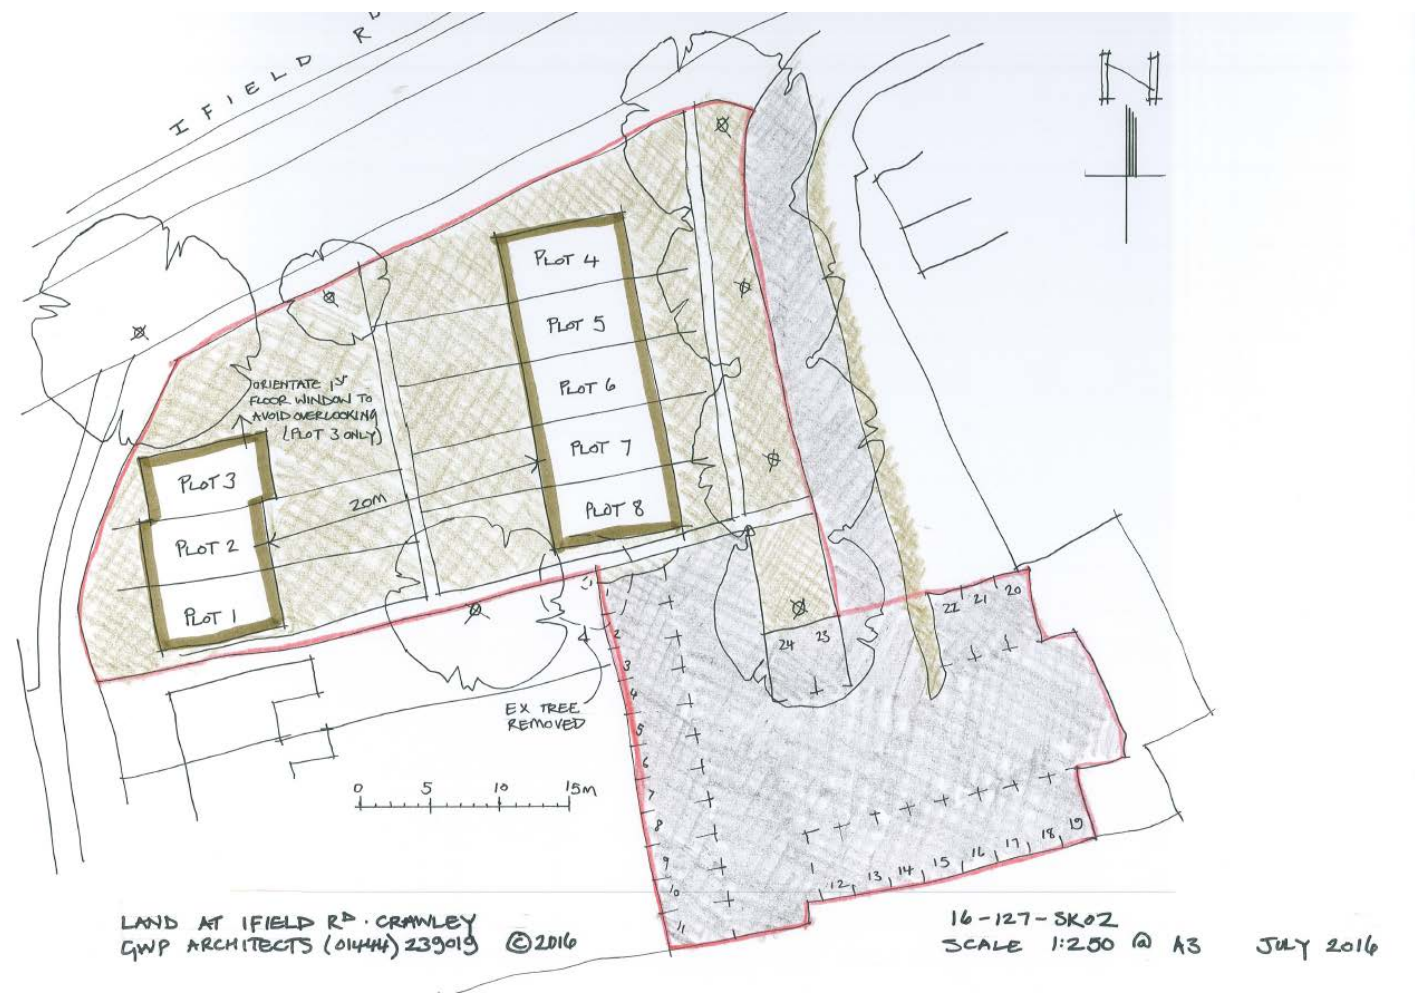 IFIELD RD
N
PLOT 4
PLOT 5
PLOT 6
PLOT 7
PLOT 8
ORIENTATE 1ST
FLOOR WINDOW TO
AVOID OVERLOOKING
(PLOT 3 ONLY)
PLOT 3
PLOT 2
PLOT 1
20m
EX TREE
REMOVED
1
2
3
4
5
6
7
8
9
10
11
12
13
14
15
16
17
18
19
20
21
22
23
24
0 5 10 15m
LAND AT IFIELD RD. CRAWLEY
GWP ARCHITECTS (01444) 239019 © 2016
16-127-SK02
SCALE 1:250 @ A3 JULY 2016